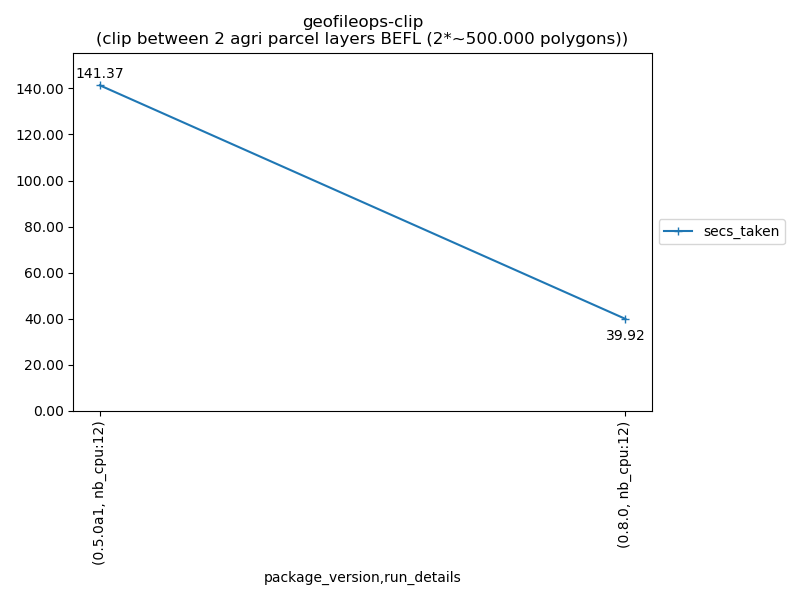 geofileops-clip
(clip between 2 agri parcel layers BEFL (2*~500.000 polygons))
141.37
140.00
120.00
100.00
80.00
60.00
40.00
20.00
0.00
39.92
secs_taken
(0.5.0a1, nb_cpu:12)
(0.8.0, nb_cpu:12)
package_version,run_details